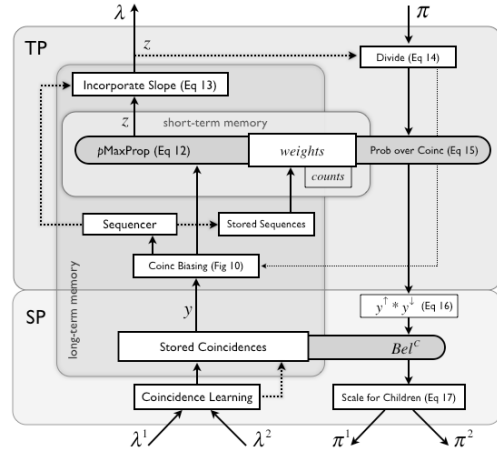 λ
π
TP
z
Divide (Eq 14)
Incorporate Slope (Eq 13)
z
short-term memory
pMaxProp (Eq 12)
weights
Prob over Coinc (Eq 15)
counts
Sequencer
Stored Sequences
Coinc Biasing (Fig 10)
long-term memory
SP
y
y↑ * y↓ (Eq 16)
Stored Coincidences
Bel^C
Coincidence Learning
Scale for Children (Eq 17)
λ¹
λ²
π¹
π²